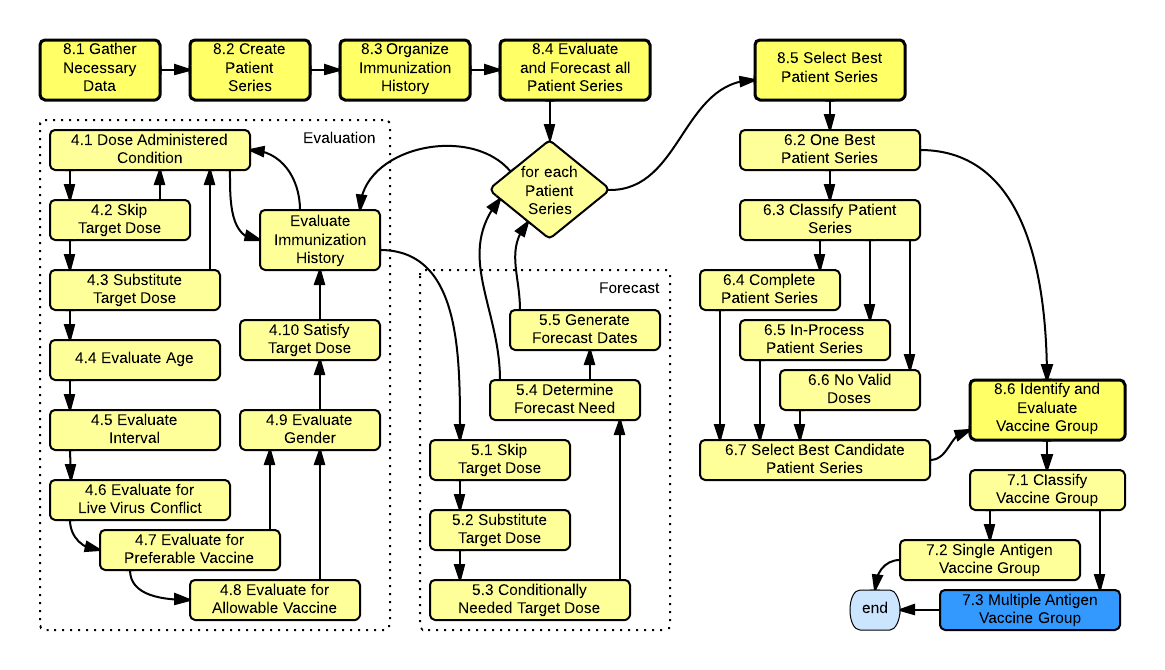 8.1 Gather
Necessary
Data
8.2 Create
Patient
Series
8.3 Organize
Immunization
History
8.4 Evaluate
and Forecast all
Patient Series
8.5 Select Best
Patient Series
Evaluation
4.1 Dose Administered
Condition
4.2 Skip
Target Dose
4.3 Substitute
Target Dose
4.4 Evaluate Age
4.5 Evaluate
Interval
4.6 Evaluate for
Live Virus Conflict
4.7 Evaluate for
Preferable Vaccine
4.8 Evaluate for
Allowable Vaccine
4.9 Evaluate
Gender
4.10 Satisfy
Target Dose
Evaluate
Immunization
History
for each
Patient
Series
Forecast
5.5 Generate
Forecast Dates
5.4 Determine
Forecast Need
5.1 Skip
Target Dose
5.2 Substitute
Target Dose
5.3 Conditionally
Needed Target Dose
6.2 One Best
Patient Series
6.3 Classify Patient
Series
6.4 Complete
Patient Series
6.5 In-Process
Patient Series
6.6 No Valid
Doses
6.7 Select Best Candidate
Patient Series
8.6 Identify and
Evaluate
Vaccine Group
7.1 Classify
Vaccine Group
7.2 Single Antigen
Vaccine Group
7.3 Multiple Antigen
Vaccine Group
end